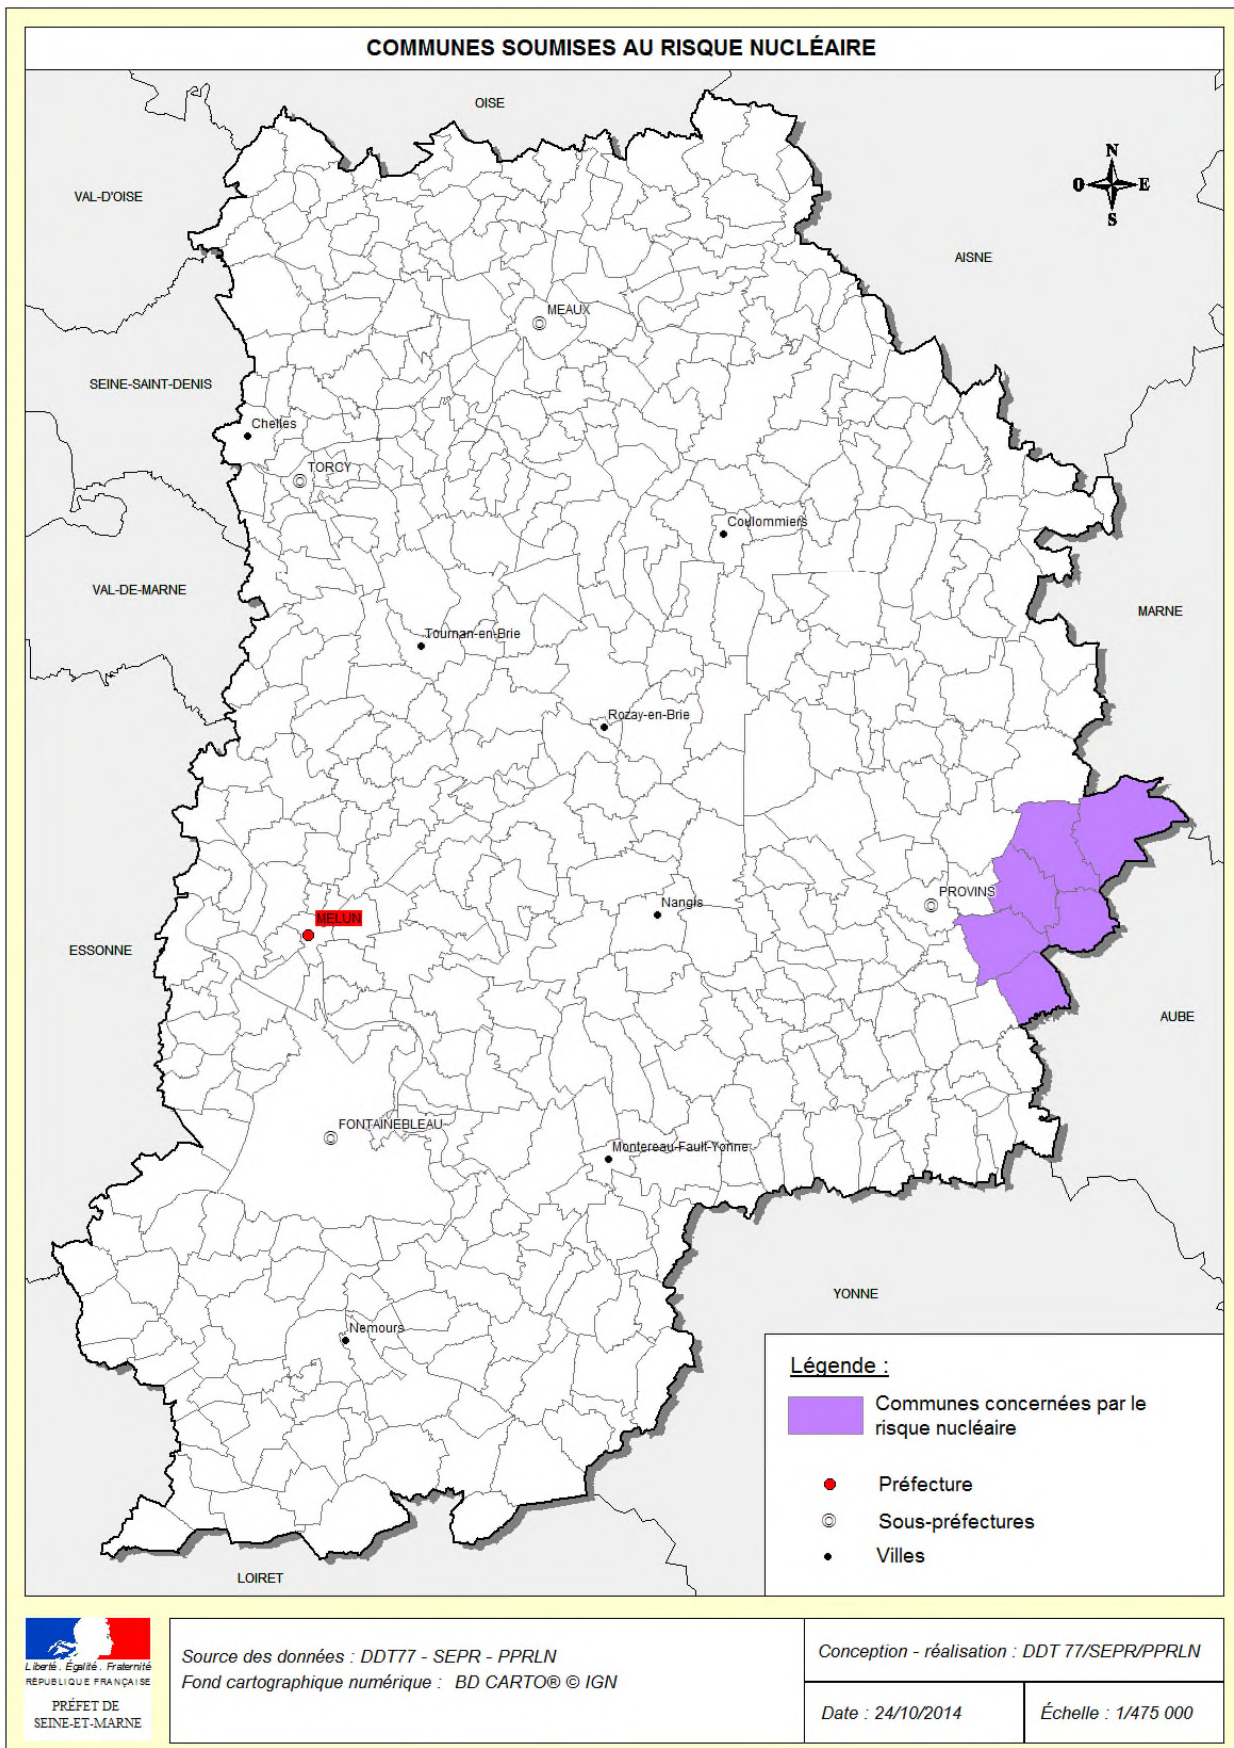 COMMUNES SOUMISES AU RISQUE NUCLÉAIRE
OISE
N
O E
S
VAL-D'OISE
AISNE
MEAUX
SEINE-SAINT-DENIS
Chelles
TORCY
Coulommiers
VAL-DE-MARNE
MARNE
Tournan-en-Brie
Rozay-en-Brie
PROVINS
Nangis
MELUN
ESSONNE
AUBE
FONTAINEBLEAU
Montereau-Fault-Yonne
YONNE
Nemours
LOIRET
Légende :
Communes concernées par le
risque nucléaire
Préfecture
Sous-préfectures
Villes
Liberté . Égalité . Fraternité
RÉPUBLIQUE FRANÇAISE
PRÉFET DE
SEINE-ET-MARNE
Source des données : DDT77 - SEPR - PPRLN
Fond cartographique numérique : BD CARTO® © IGN
Conception - réalisation : DDT 77/SEPR/PPRLN
Date : 24/10/2014
Échelle : 1/475 000